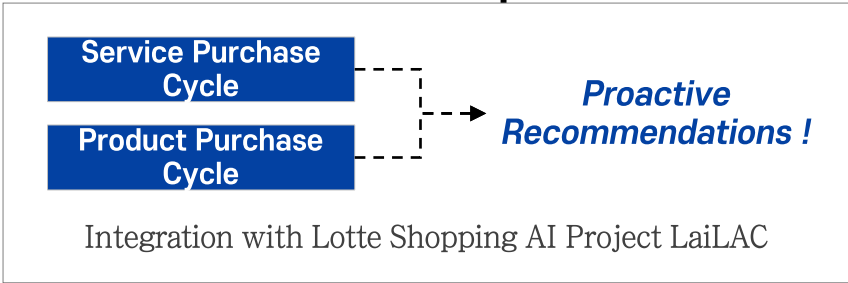 Service Purchase
Cycle
Product Purchase
Cycle
Proactive
Recommendations !
Integration with Lotte Shopping AI Project LaiLAC